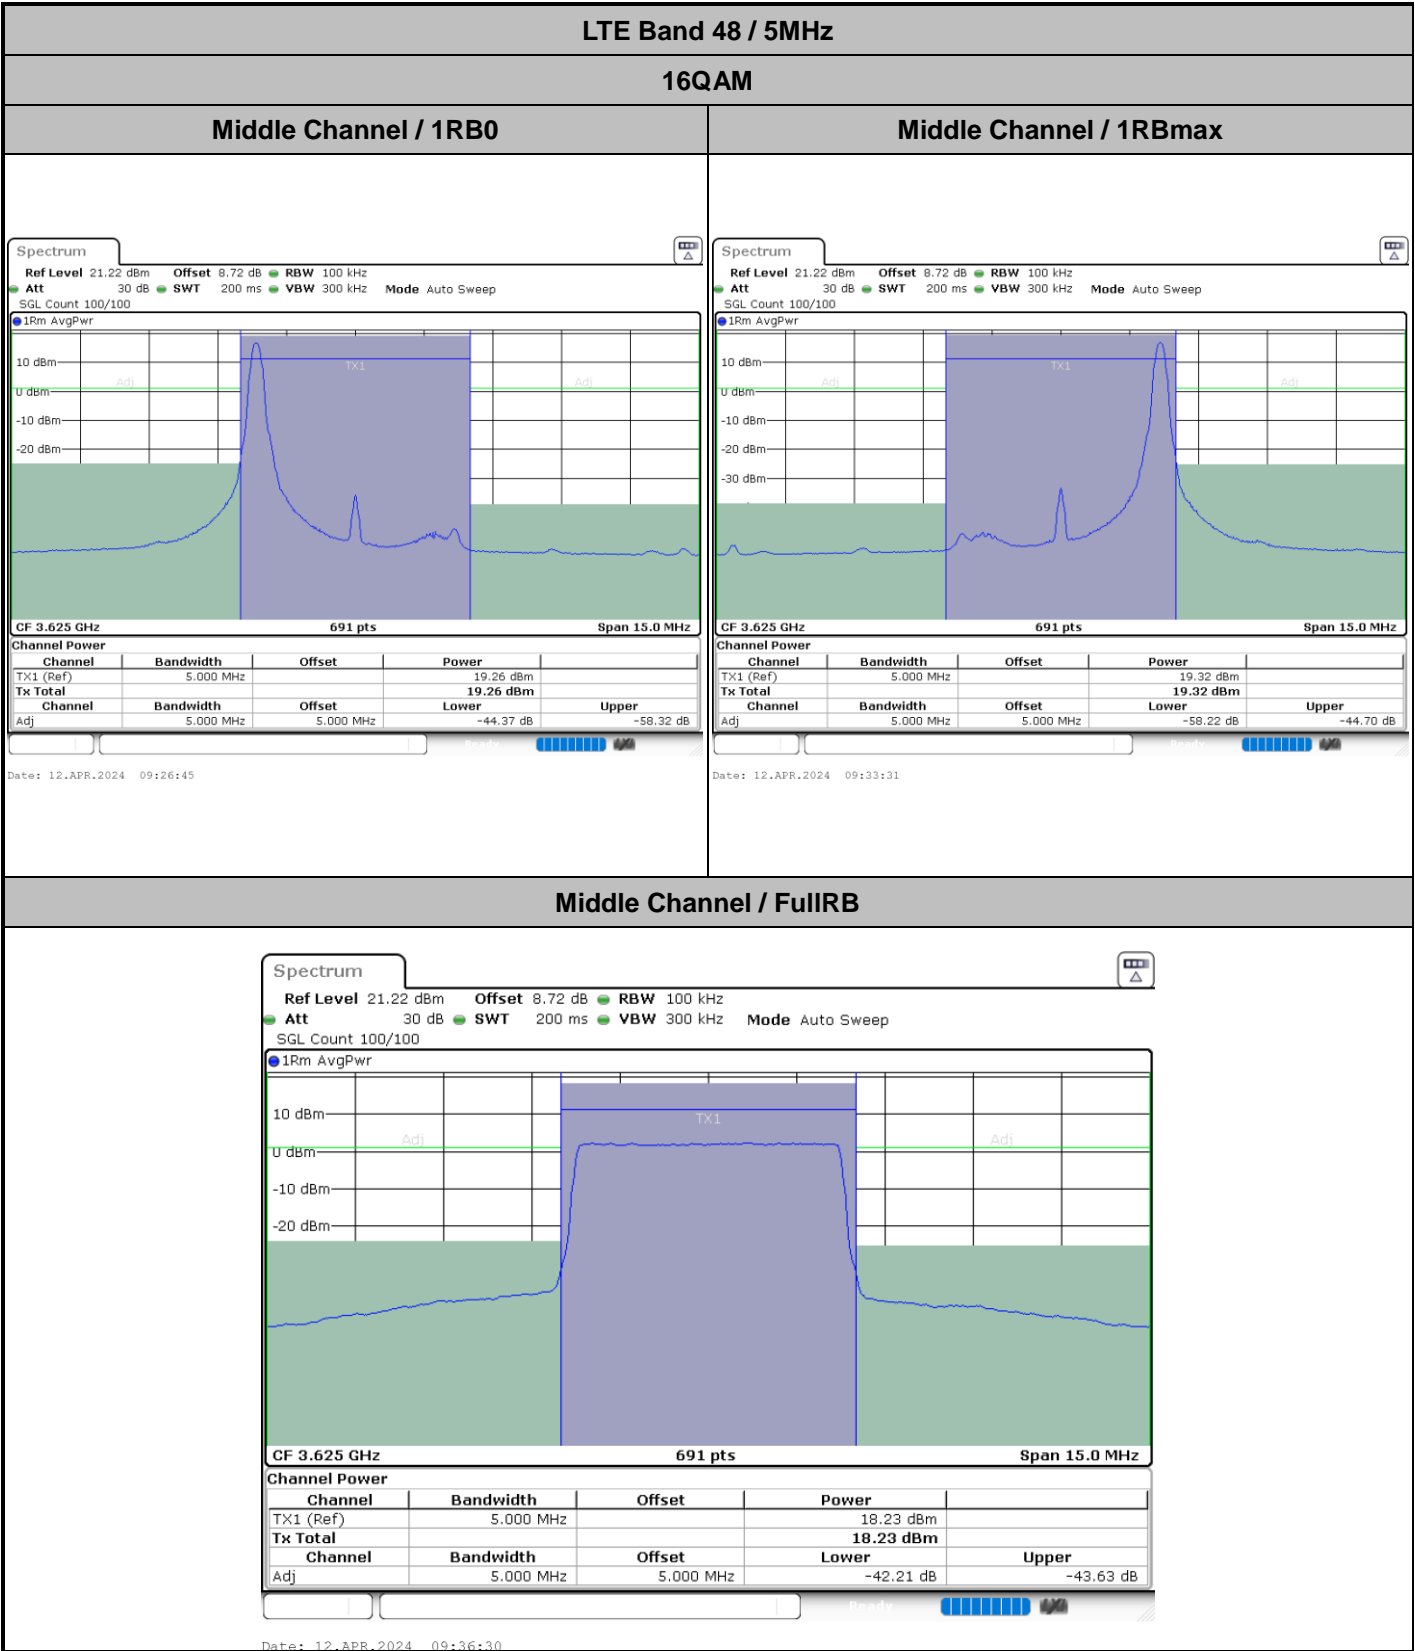 LTE Band 48 / 5MHz
16QAM
Middle Channel / 1RB0
Middle Channel / 1RBmax
Spectrum
Ref Level 21.22 dBm Offset 8.72 dB RBW 100 kHz
Att 30 dB SWT 200 ms VBW 300 kHz Mode Auto Sweep
SGL Count 100/100
1Rm AvgPwr
10 dBm
TX1
Adj
Adj
0 dBm
-10 dBm
-20 dBm
CF 3.625 GHz 691 pts Span 15.0 MHz
Channel Power
Channel Bandwidth Offset Power
TX1 (Ref) 5.000 MHz 19.26 dBm
Tx Total 19.26 dBm
Channel Bandwidth Offset Lower Upper
Adj 5.000 MHz 5.000 MHz -44.37 dB -58.32 dB
Ready
Date: 12.APR.2024 09:26:45
Spectrum
Ref Level 21.22 dBm Offset 8.72 dB RBW 100 kHz
Att 30 dB SWT 200 ms VBW 300 kHz Mode Auto Sweep
SGL Count 100/100
1Rm AvgPwr
10 dBm
TX1
Adj
Adj
0 dBm
-10 dBm
-20 dBm
-30 dBm
CF 3.625 GHz 691 pts Span 15.0 MHz
Channel Power
Channel Bandwidth Offset Power
TX1 (Ref) 5.000 MHz 19.32 dBm
Tx Total 19.32 dBm
Channel Bandwidth Offset Lower Upper
Adj 5.000 MHz 5.000 MHz -58.22 dB -44.70 dB
Ready
Date: 12.APR.2024 09:33:31
Middle Channel / FullRB
Spectrum
Ref Level 21.22 dBm Offset 8.72 dB RBW 100 kHz
Att 30 dB SWT 200 ms VBW 300 kHz Mode Auto Sweep
SGL Count 100/100
1Rm AvgPwr
10 dBm
TX1
Adj
Adj
0 dBm
-10 dBm
-20 dBm
CF 3.625 GHz 691 pts Span 15.0 MHz
Channel Power
Channel Bandwidth Offset Power
TX1 (Ref) 5.000 MHz 18.23 dBm
Tx Total 18.23 dBm
Channel Bandwidth Offset Lower Upper
Adj 5.000 MHz 5.000 MHz -42.21 dB -43.63 dB
Ready
Date: 12.APR.2024 09:36:30